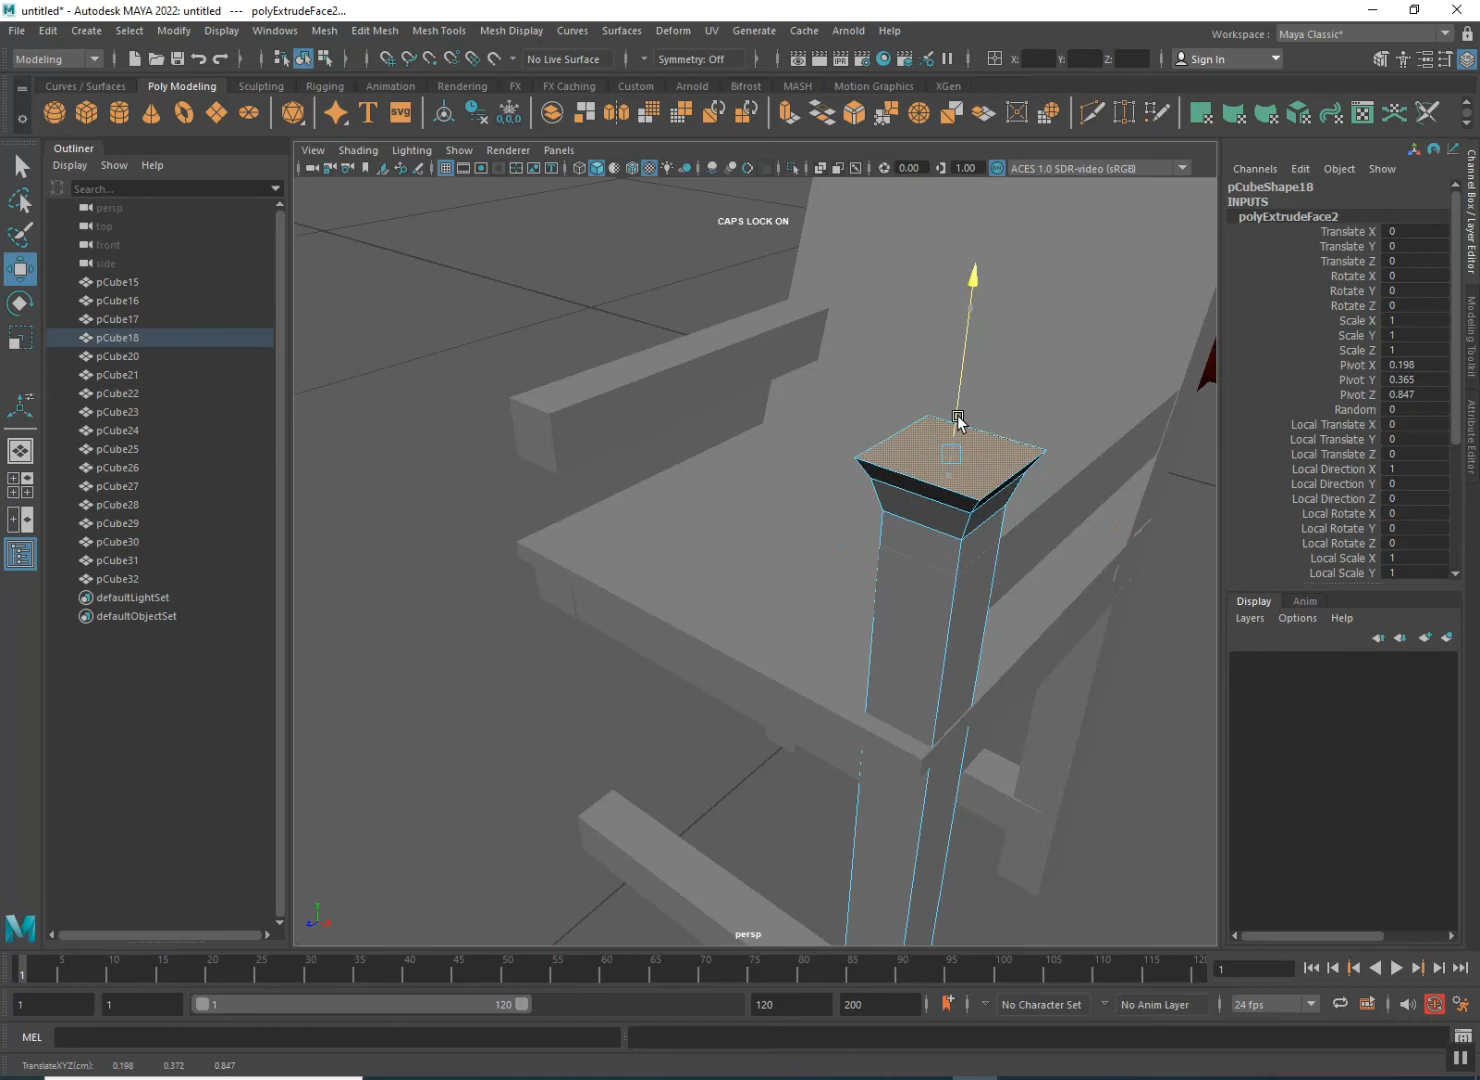 untitled* - Autodesk MAYA 2022: untitled --- polyExtrudeFace2...
File Edit Create Select Modify Display Windows Mesh Edit Mesh Mesh Tools Mesh Display Curves Surfaces Deform UV Generate Cache Arnold Help
Workspace : Maya Classic*
Modeling No Live Surface Symmetry: Off X: Y: Z: Sign In
Curves / Surfaces Poly Modeling Sculpting Rigging Animation Rendering FX FX Caching Custom Arnold Bifrost MASH Motion Graphics XGen
Outliner
Display Show Help
Search...
persp
top
front
side
pCube15
pCube16
pCube17
pCube18
pCube20
pCube21
pCube22
pCube23
pCube24
pCube25
pCube26
pCube27
pCube28
pCube29
pCube30
pCube31
pCube32
defaultLightSet
defaultObjectSet
View Shading Lighting Show Renderer Panels
0.00 1.00 ACES 1.0 SDR-video (sRGB)
CAPS LOCK ON
persp
Channels Edit Object Show
pCubeShape18
INPUTS
polyExtrudeFace2
Translate X 0
Translate Y 0
Translate Z 0
Rotate X 0
Rotate Y 0
Rotate Z 0
Scale X 1
Scale Y 1
Scale Z 1
Pivot X 0.198
Pivot Y 0.365
Pivot Z 0.847
Random 0
Local Translate X 0
Local Translate Y 0
Local Translate Z 0
Local Direction X 1
Local Direction Y 0
Local Direction Z 0
Local Rotate X 0
Local Rotate Y 0
Local Rotate Z 0
Local Scale X 1
Local Scale Y 1
Display Anim
Layers Options Help
Channel Box / Layer Editor
Modeling Toolkit
Attribute Editor
1 5 10 15 20 25 30 35 40 45 50 55 60 65 70 75 80 85 90 95 100 105 110 115 12
1
1 1 1 120 120 200 No Character Set No Anim Layer 24 fps
MEL
TranslateXYZ(cm): 0.198 0.372 0.847